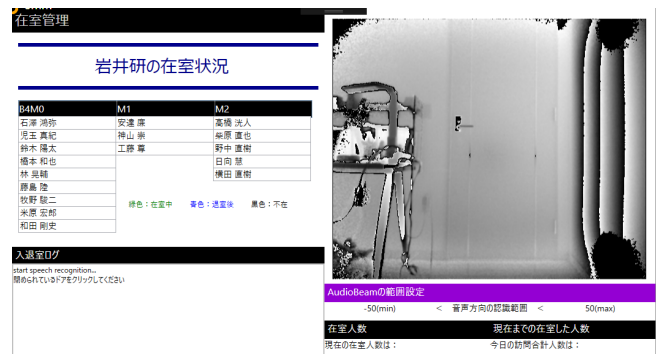 在室管理
岩井研の在室状況
B4M0 M1 M2
石澤 鴻弥 安達 廉 高橋 洸人
児玉 真紀 神山 崇 柴原 直也
鈴木 陽太 工藤 尊 野中 直樹
橋本 和也 日向 慧
林 晃輔 横田 直樹
藤島 陸
牧野 駿二
米原 宏郎
和田 剛史
緑色：在室中 青色：退室後 黒色：不在
入退室ログ
start speech recognition...
閉められているドアをクリックしてください
AudioBeamの範囲設定
-50(min) < 音声方向の認識範囲 < 50(max)
在室人数 現在までの在室した人数
現在の在室人数は： 今日の訪問合計人数は：